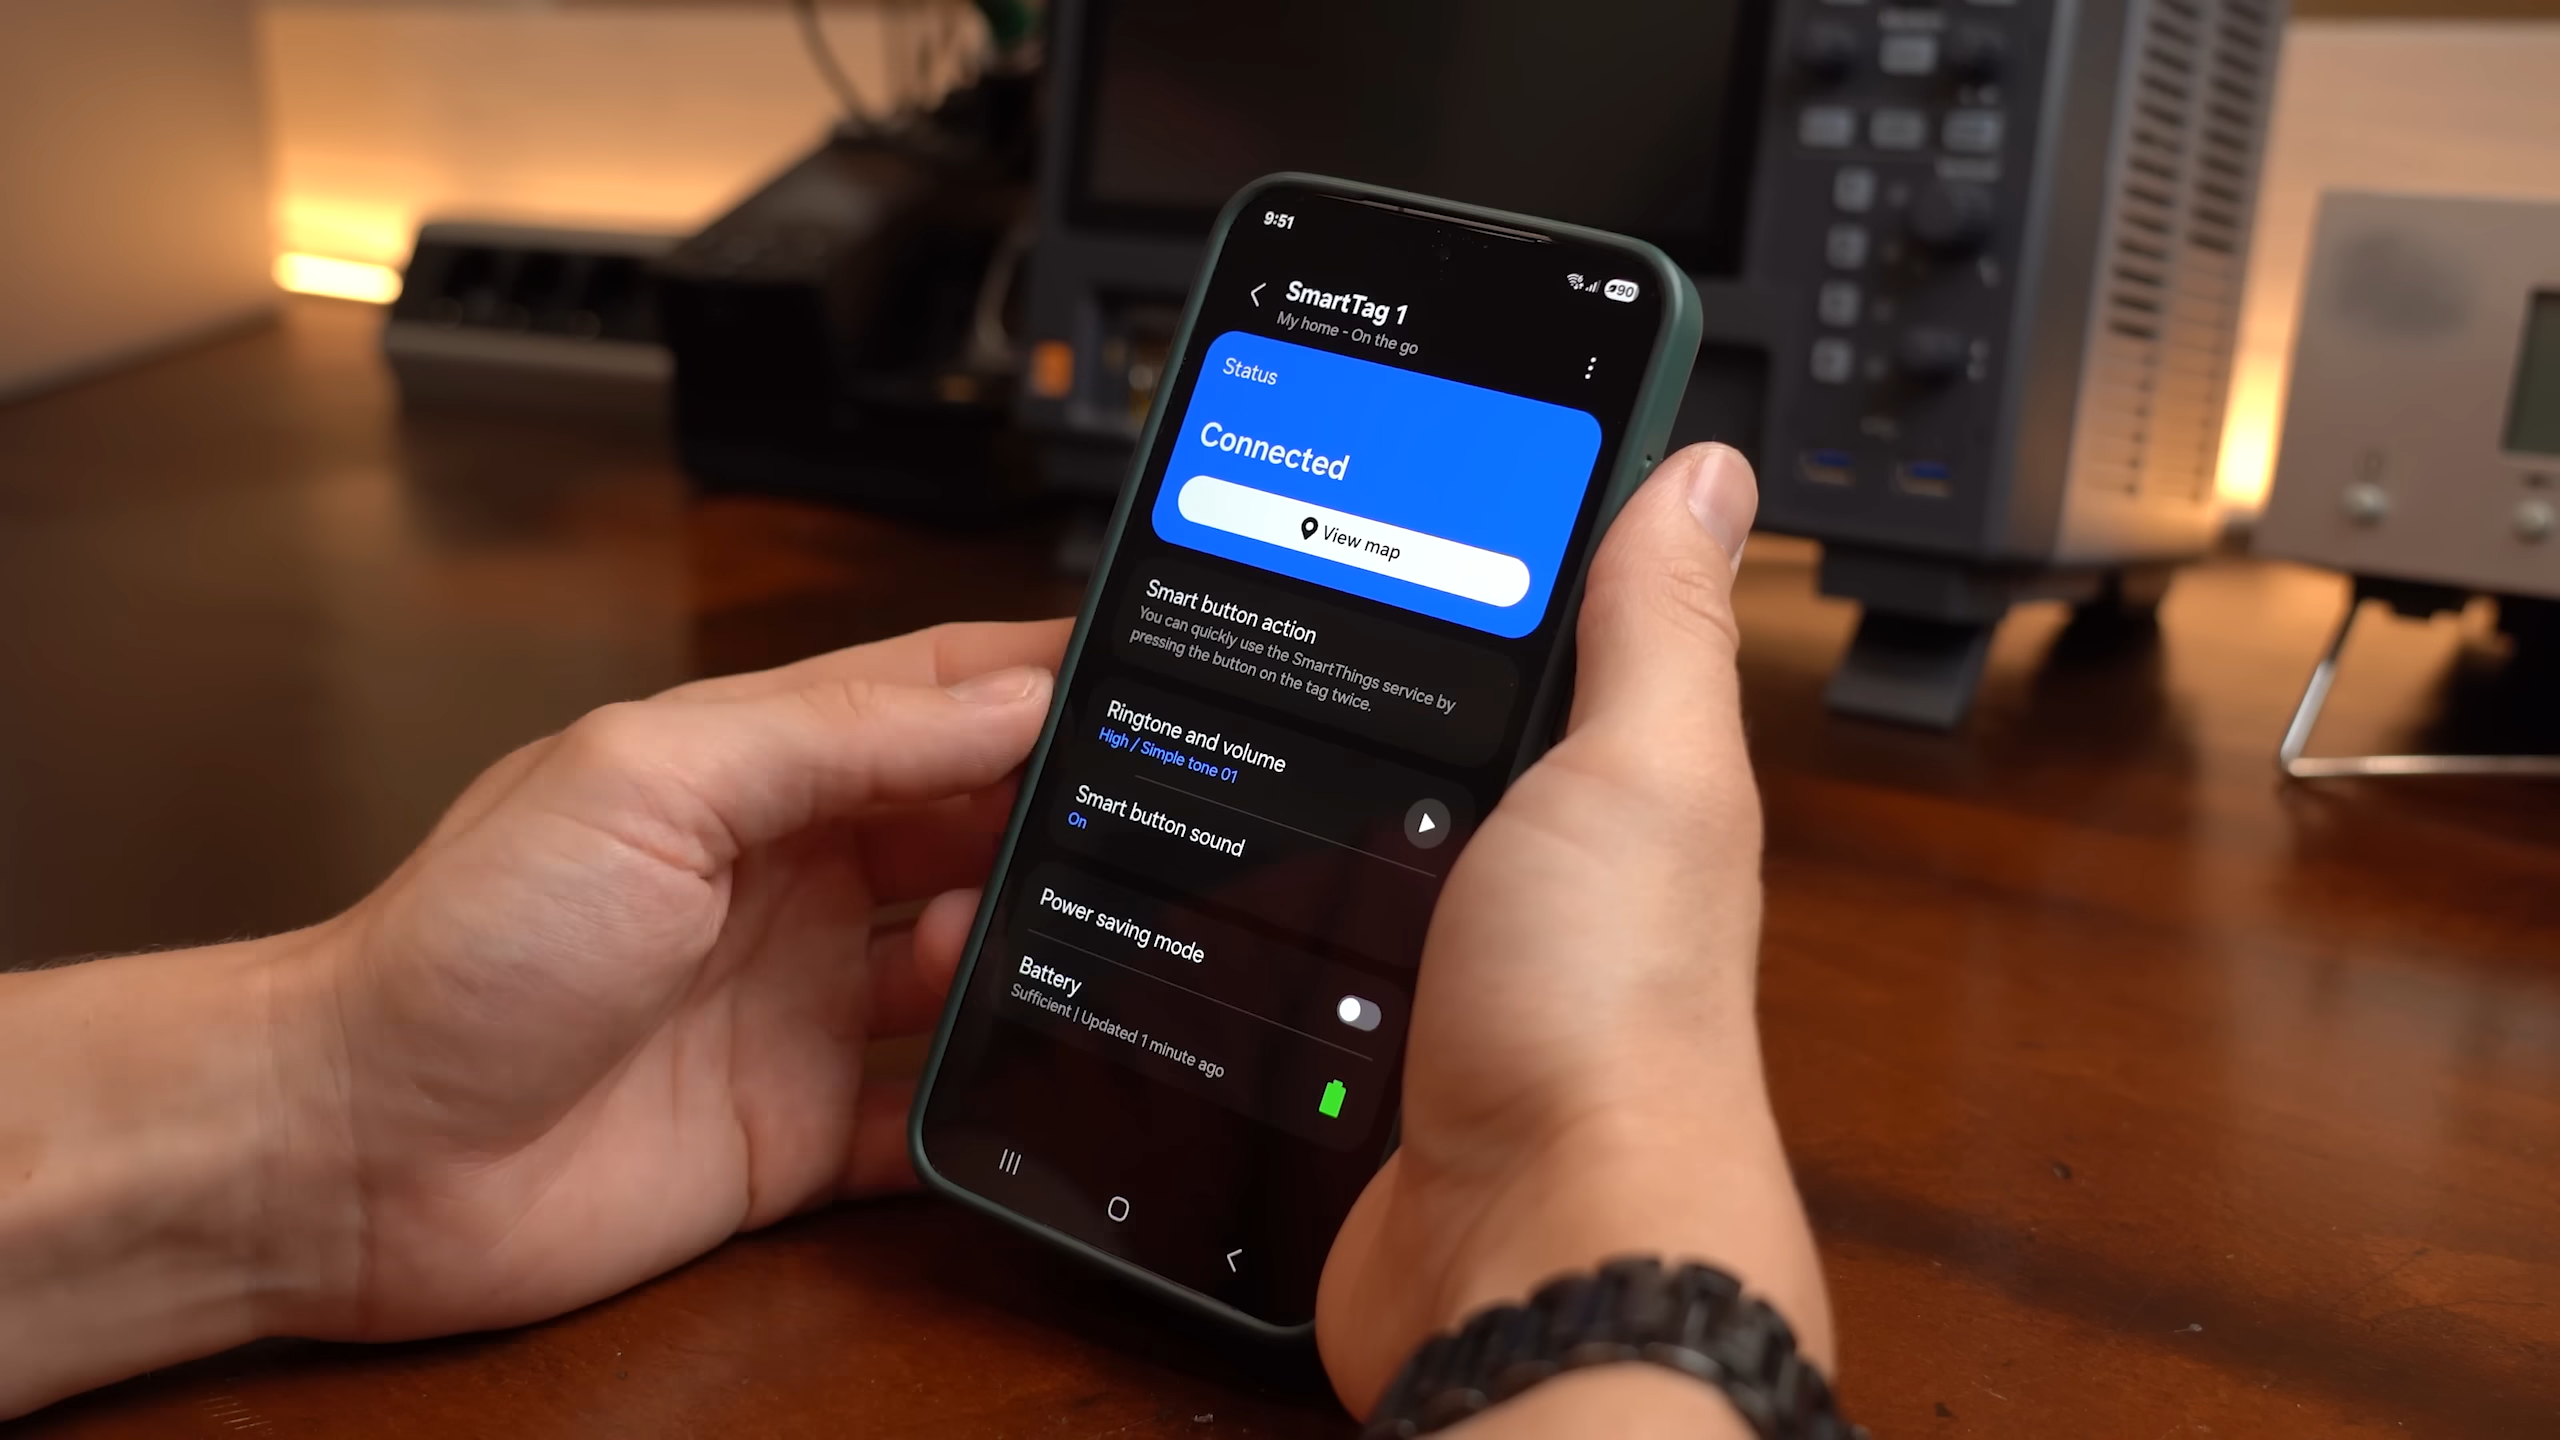 9:51
90
SmartTag 1
My home - On the go
Status
Connected
View map
Smart button action
You can quickly use the SmartThings service by
pressing the button on the tag twice.
Ringtone and volume
High / Simple tone 01
Smart button sound
On
Power saving mode
Battery
Sufficient | Updated 1 minute ago